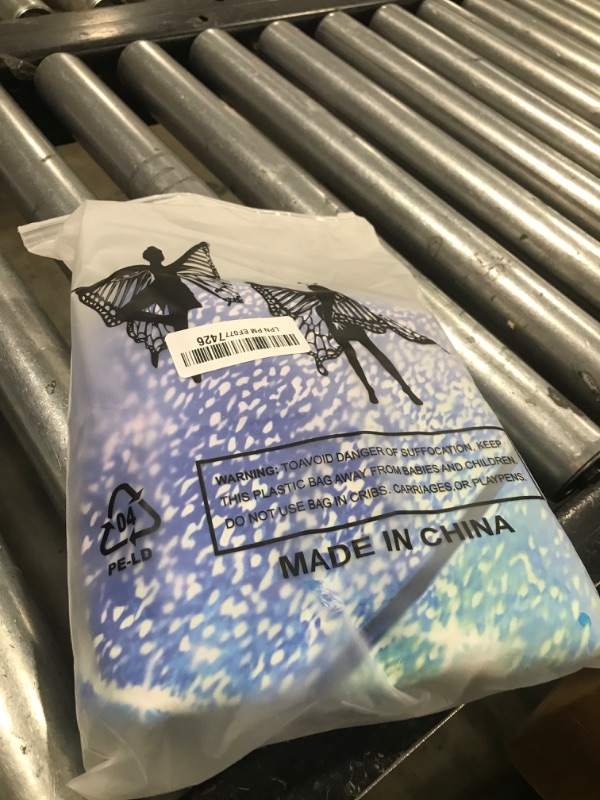 LPN PM EF0777426
WARNING: TOAVOID DANGER OF SUFFOCATION, KEEP
THIS PLASTIC BAG AWAY FROM BABIES AND CHILDREN.
DO NOT USE BAG IN CRIBS. CARRIAGES.OR PLAYPENS.
04
PE-LD
MADE IN CHINA